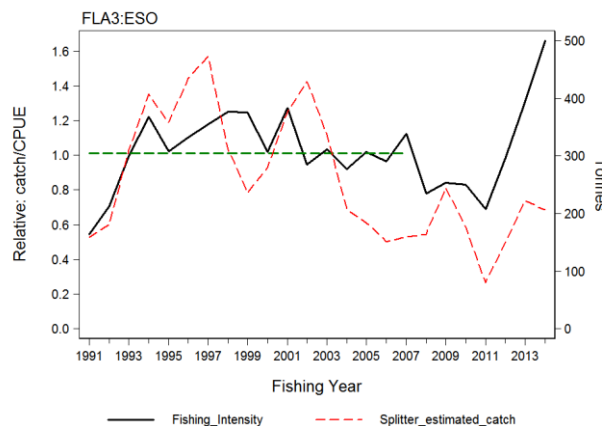 FLA3:ESO
1.6
1.4
1.2
1.0
0.8
0.6
0.4
0.2
0.0
Relative: catch/CPUE
500
400
300
200
100
0
Tonnes
1991 1993 1995 1997 1999 2001 2003 2005 2007 2009 2011 2013
Fishing Year
Fishing_Intensity Splitter_estimated_catch